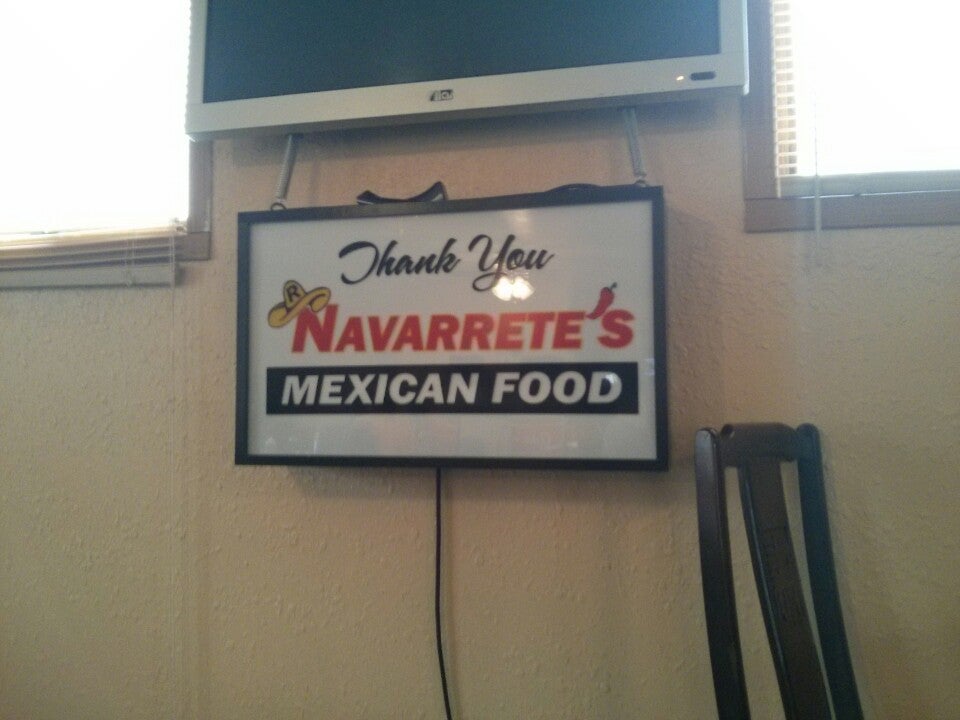 Thank You
R
NAVARRETE'S
MEXICAN FOOD